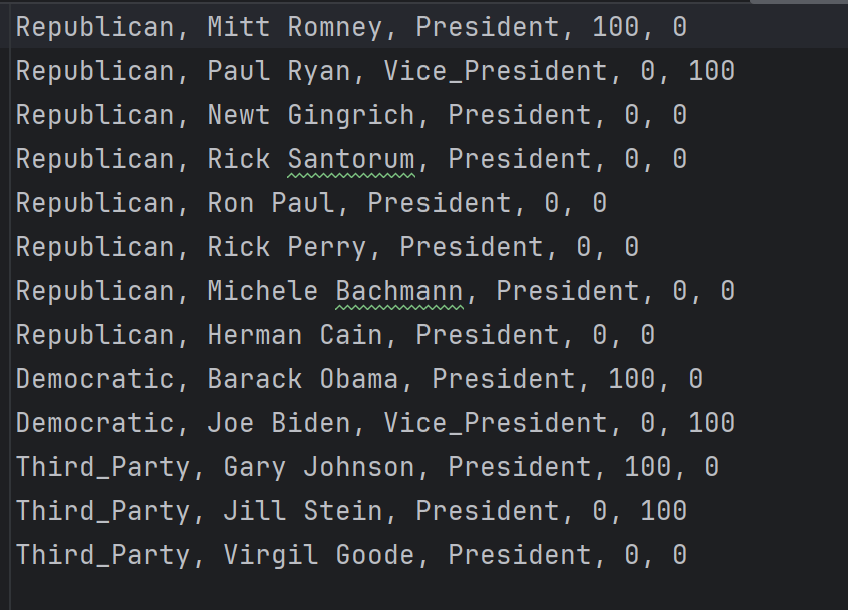 Republican, Mitt Romney, President, 100, 0
Republican, Paul Ryan, Vice_President, 0, 100
Republican, Newt Gingrich, President, 0, 0
Republican, Rick Santorum, President, 0, 0
Republican, Ron Paul, President, 0, 0
Republican, Rick Perry, President, 0, 0
Republican, Michele Bachmann, President, 0, 0
Republican, Herman Cain, President, 0, 0
Democratic, Barack Obama, President, 100, 0
Democratic, Joe Biden, Vice_President, 0, 100
Third_Party, Gary Johnson, President, 100, 0
Third_Party, Jill Stein, President, 0, 100
Third_Party, Virgil Goode, President, 0, 0